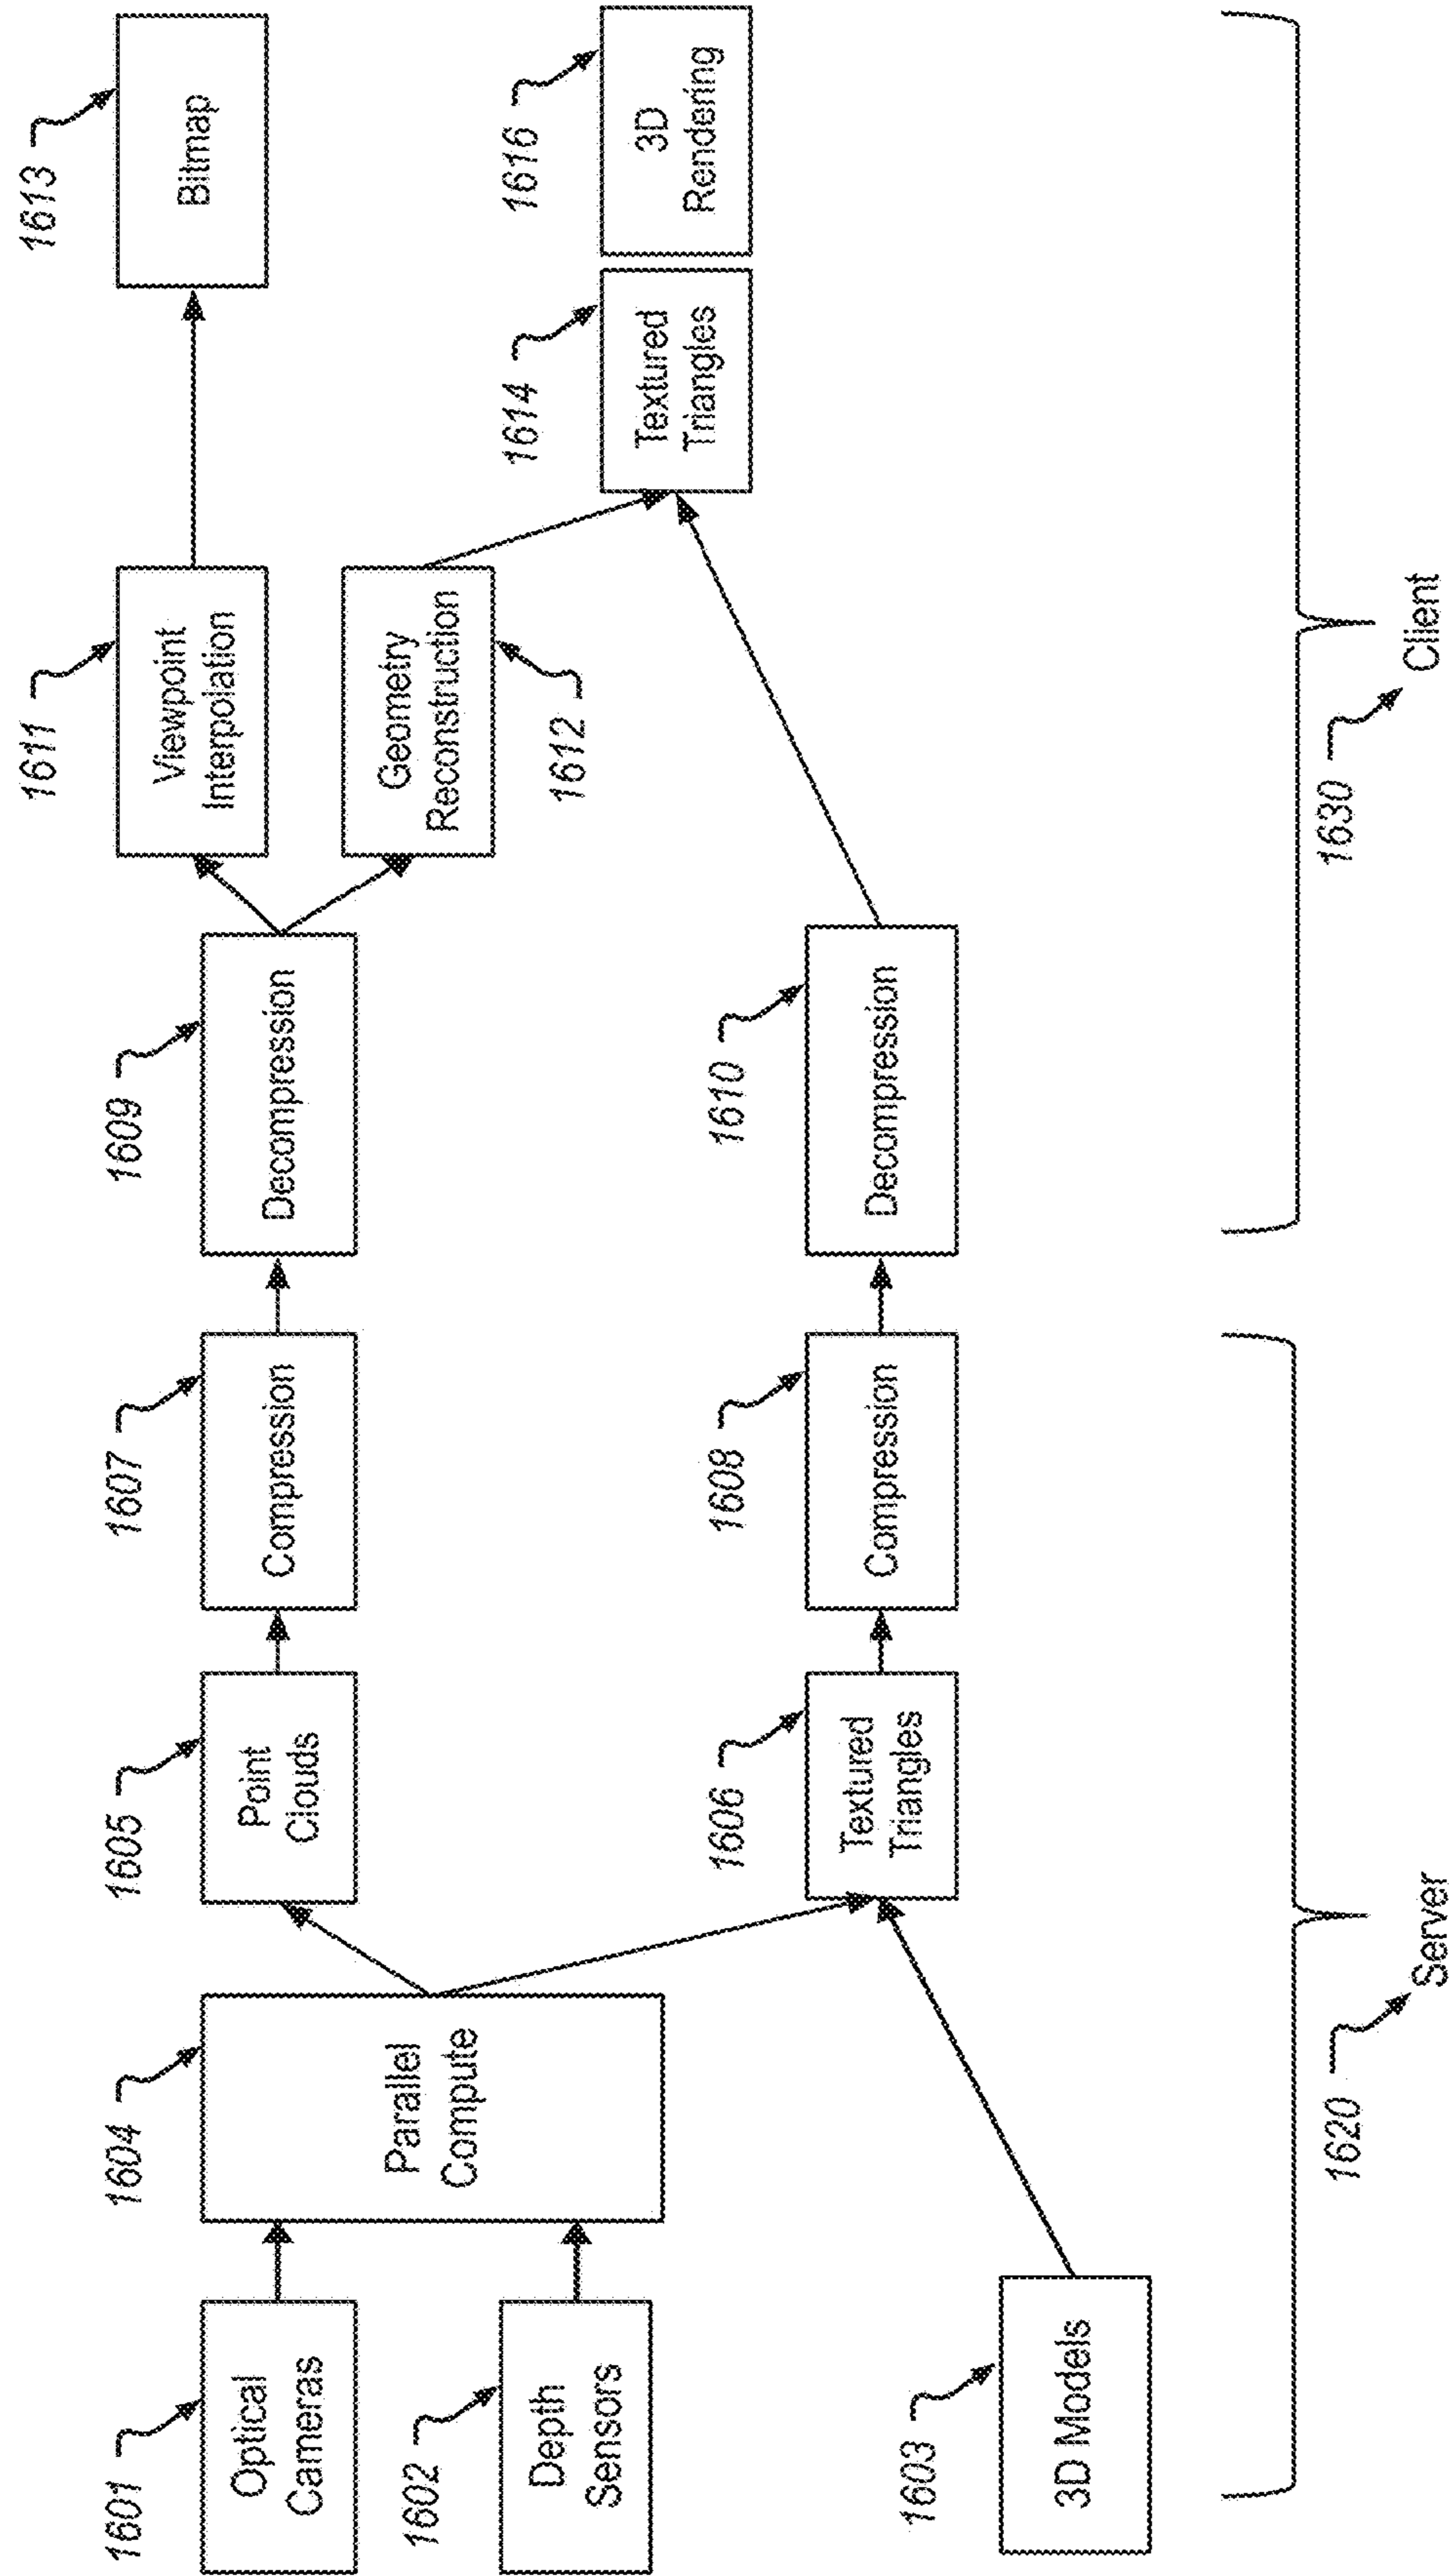 1601
Optical
Cameras
1602
Depth
Sensors
1603
3D Models
1604
Parallel
Compute
1605
Point
Clouds
1606
Textured
Triangles
1607
Compression
1608
Compression
1609
Decompression
1610
Decompression
1611
Viewpoint
Interpolation
Geometry
Reconstruction
1612
1613
Bitmap
1614
Textured
Triangles
1616
3D
Rendering
1620
Server
1630
Client